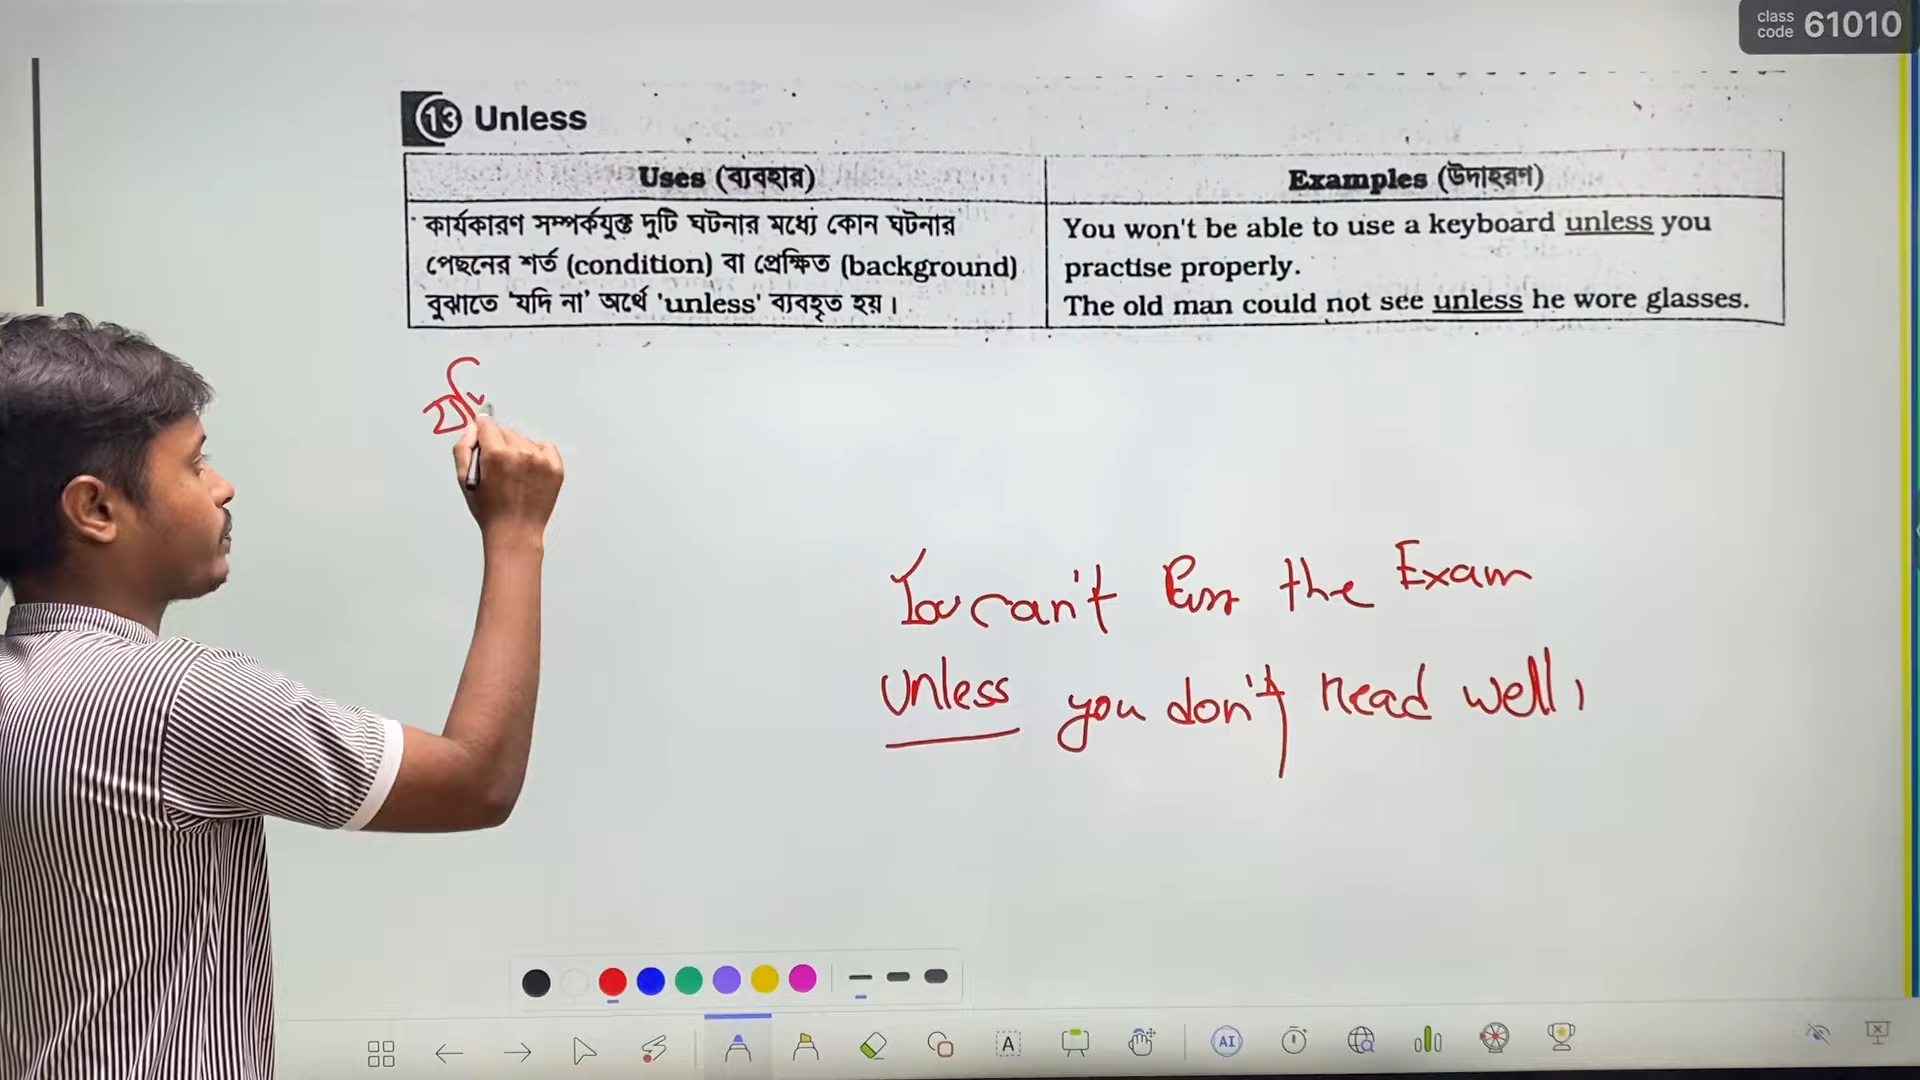 class code 61010
13 Unless
Uses (ব্যবহার)
কার্যকারণ সম্পর্কযুক্ত দুটি ঘটনার মধ্যে কোন ঘটনার
পেছনের শর্ত (condition) বা প্রেক্ষিত (background)
বুঝাতে ‘যদি না’ অর্থে 'unless' ব্যবহৃত হয়।
Examples (উদাহরণ)
You won't be able to use a keyboard unless you
practise properly.
The old man could not see unless he wore glasses.
You can't Pass the Exam
Unless you don't read well,
A
AI